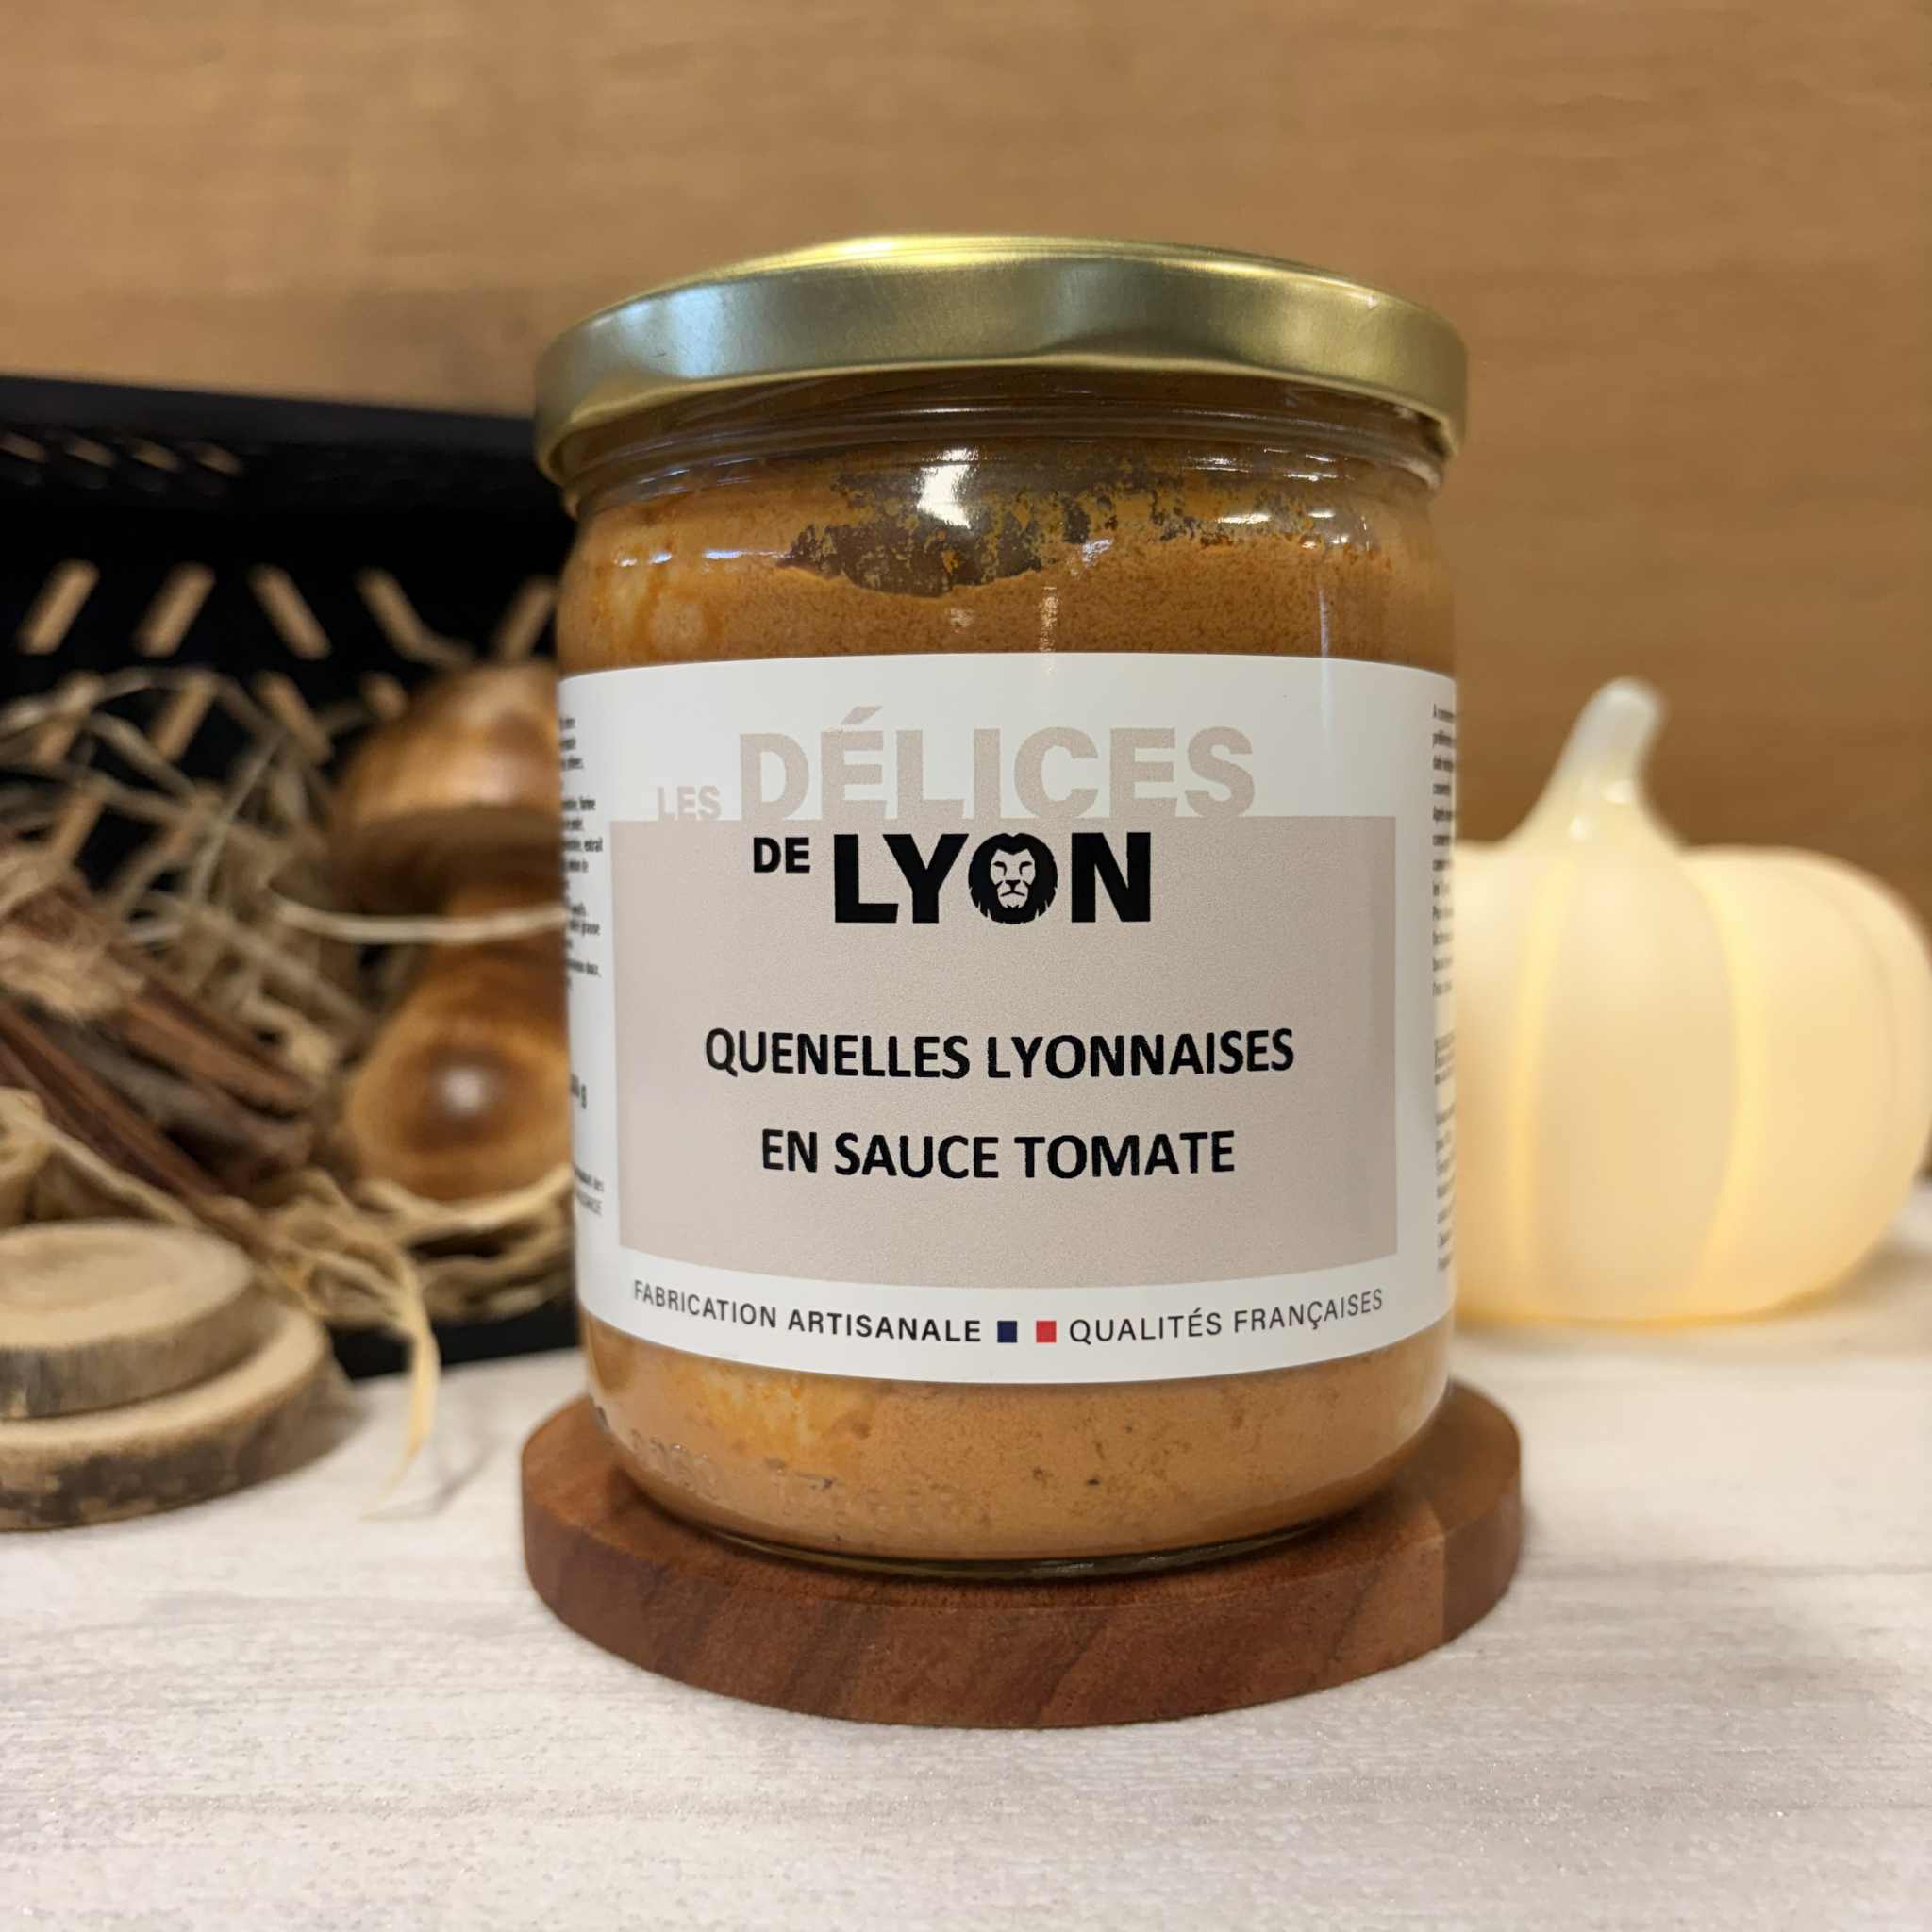 LES DÉLICES
DE LYON
QUENELLES LYONNAISES
EN SAUCE TOMATE
FABRICATION ARTISANALE QUALITÉS FRANÇAISES